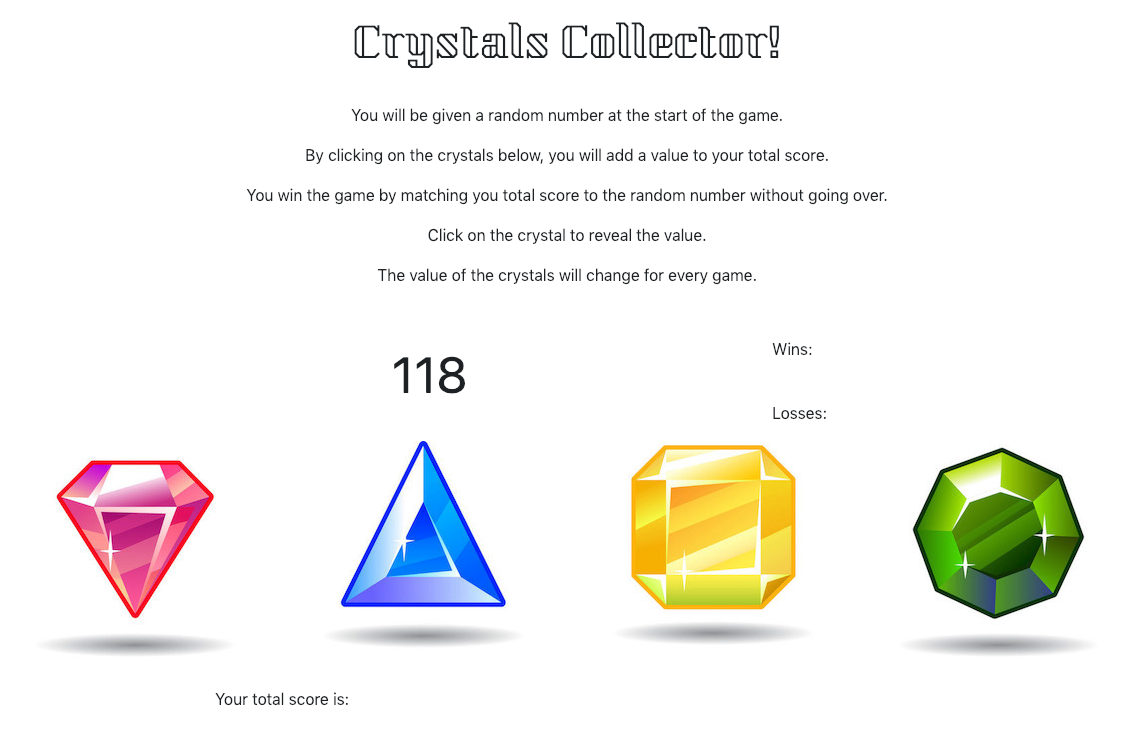 Crystals Collector!
You will be given a random number at the start of the game.
By clicking on the crystals below, you will add a value to your total score.
You win the game by matching you total score to the random number without going over.
Click on the crystal to reveal the value.
The value of the crystals will change for every game.
118
Wins:
Losses:
Your total score is: